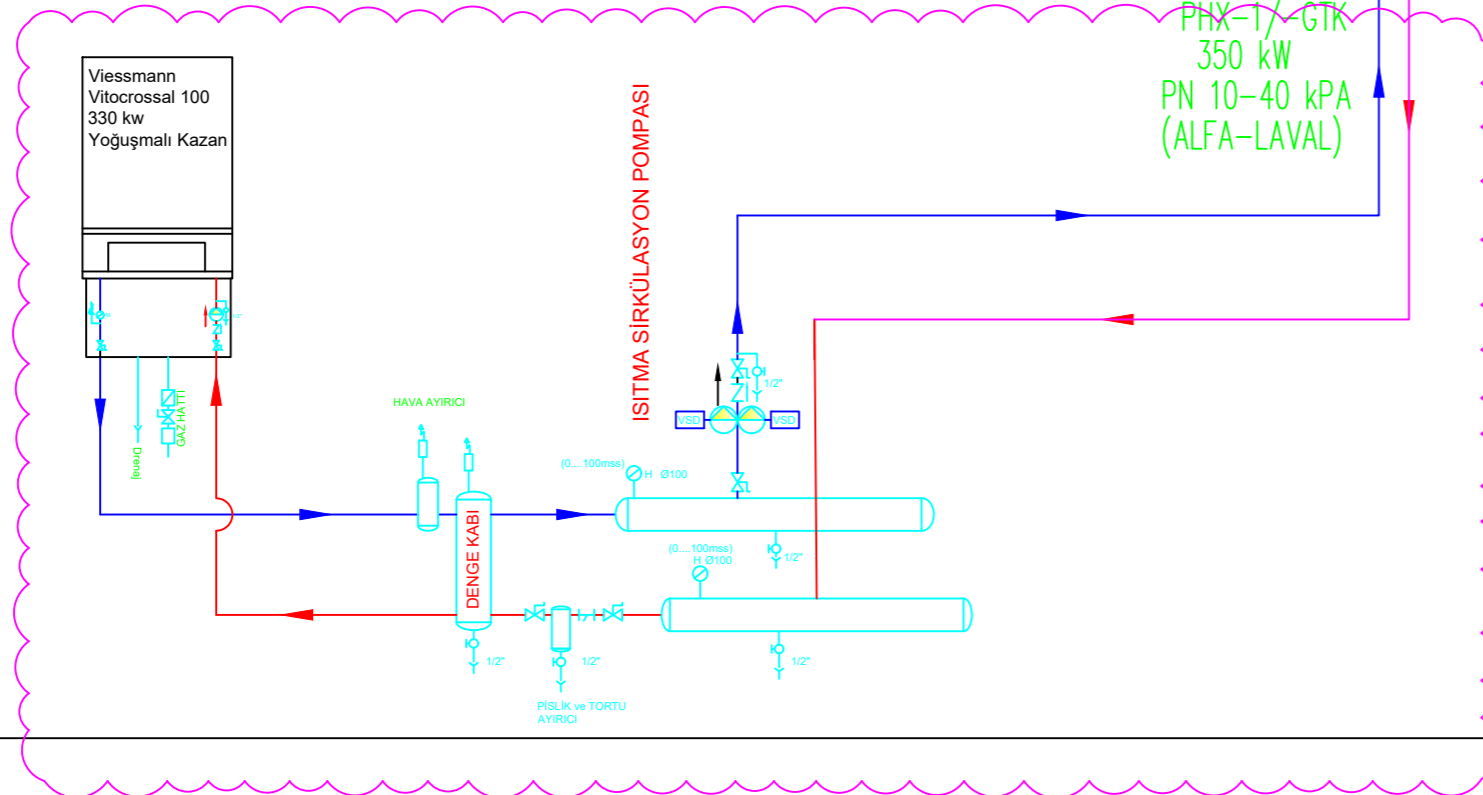 PHX-1/-GTK
350 kW
PN 10-40 kPA
(ALFA-LAVAL)
Viessmann
Vitocrossal 100
330 kw
Yoğuşmalı Kazan
ISITMA SİRKÜLASYON POMPASI
1/2"
VSD
VSD
GAZ HATTI
Drenaj
HAVA AYIRICI
DENGE KABI
(0....100mss)
H Ø100
1/2"
(0....100mss)
H Ø100
1/2"
1/2"
1/2"
PİSLİK ve TORTU
AYIRICI